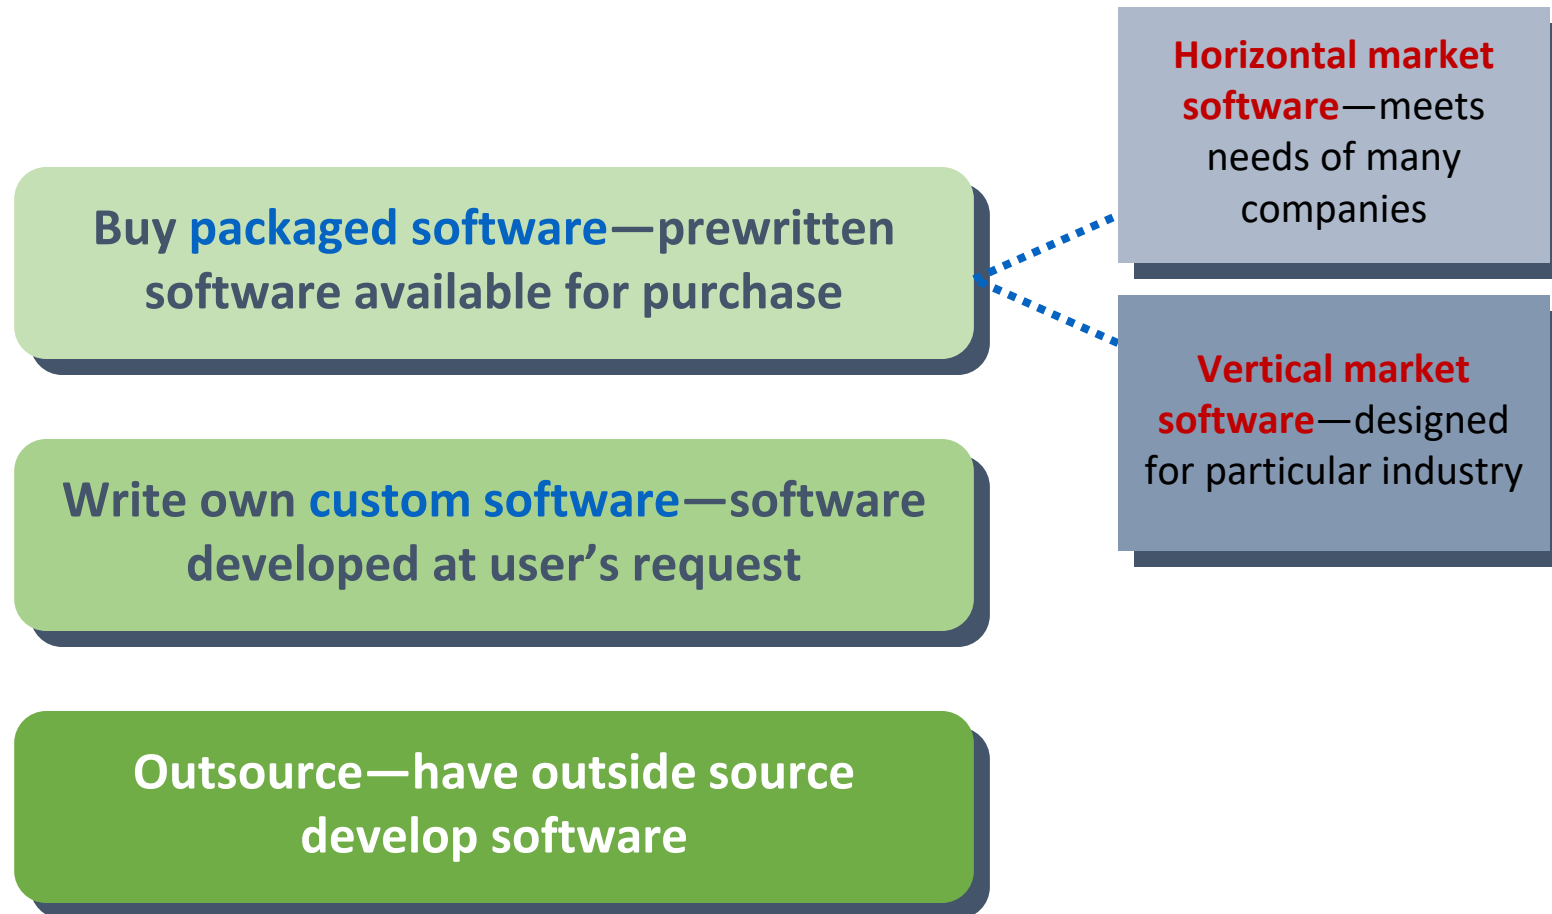 Buy packaged software—prewritten
software available for purchase
Horizontal market
software—meets
needs of many
companies
Vertical market
software—designed
for particular industry
Write own custom software—software
developed at user’s request
Outsource—have outside source
develop software